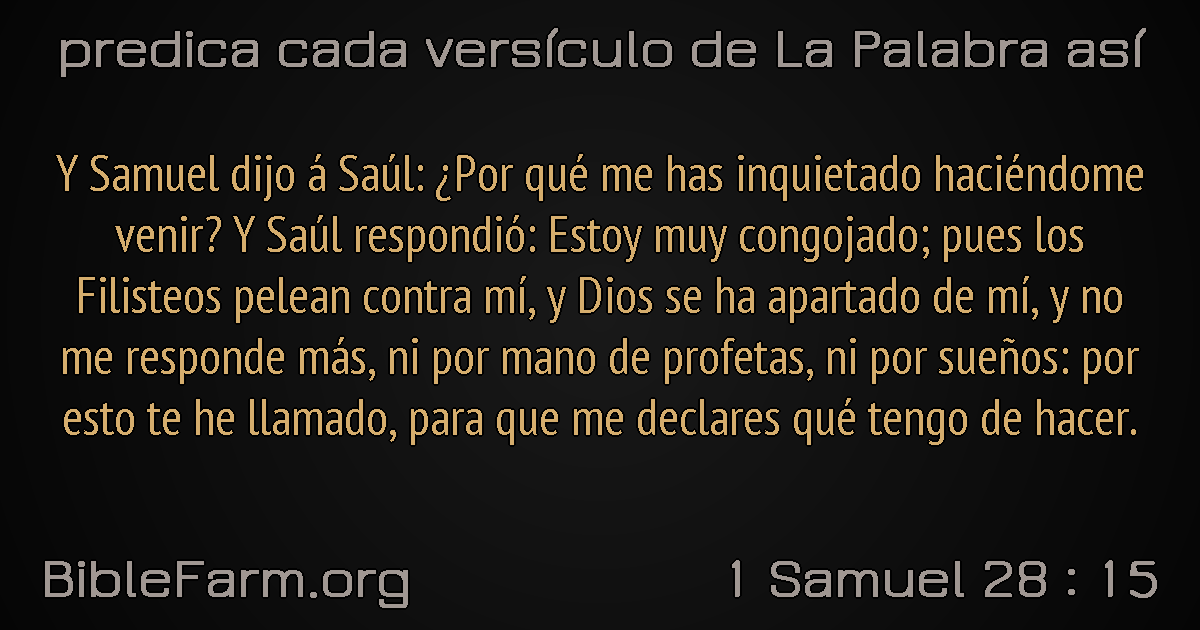 predica cada versículo de La Palabra así
Y Samuel dijo á Saúl: ¿Por qué me has inquietado haciéndome
venir? Y Saúl respondió: Estoy muy congojado; pues los
Filisteos pelean contra mí, y Dios se ha apartado de mí, y no
me responde más, ni por mano de profetas, ni por sueños: por
esto te he llamado, para que me declares qué tengo de hacer.
BibleFarm.org
1 Samuel 28 : 15